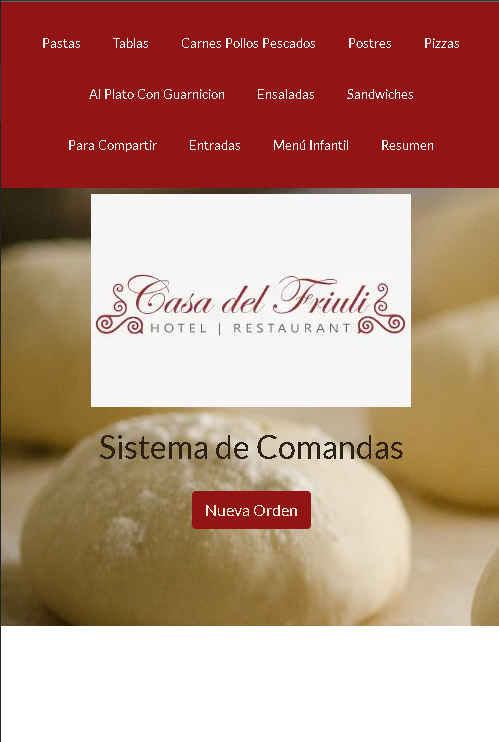 Pastas Tablas Carnes Pollos Pescados Postres Pizzas
Al Plato Con Guarnicion Ensaladas Sandwiches
Para Compartir Entradas Menú Infantil Resumen
Casa del Friuli
HOTEL | RESTAURANT
Sistema de Comandas
Nueva Orden